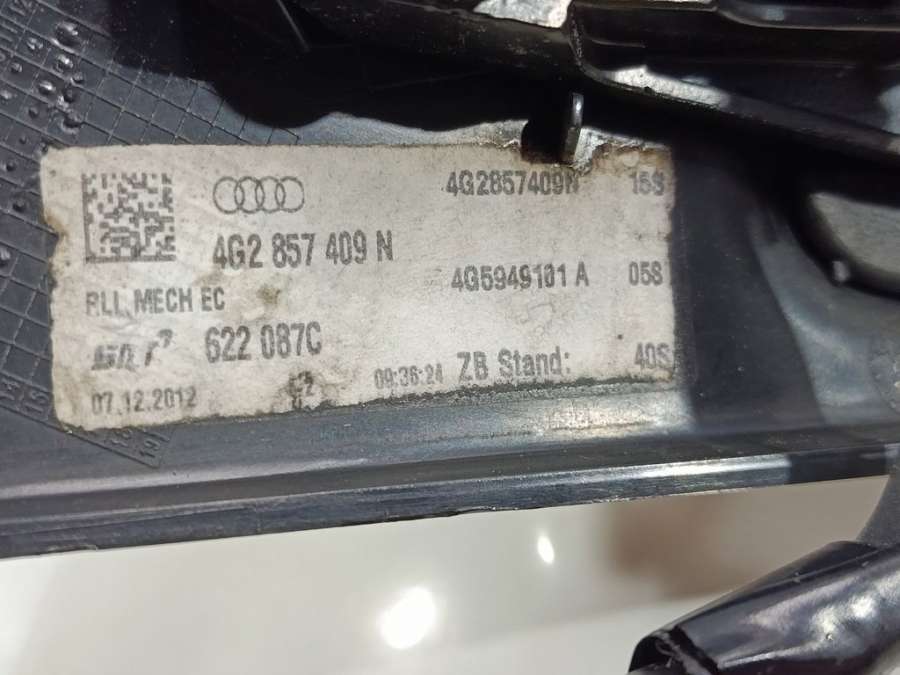 4G2857409N 15S
4G2 857 409 N
4G5949101 A 05S
RLL MECH EC
622 087C
09:36:24 ZB Stand: 40S
07.12.2012